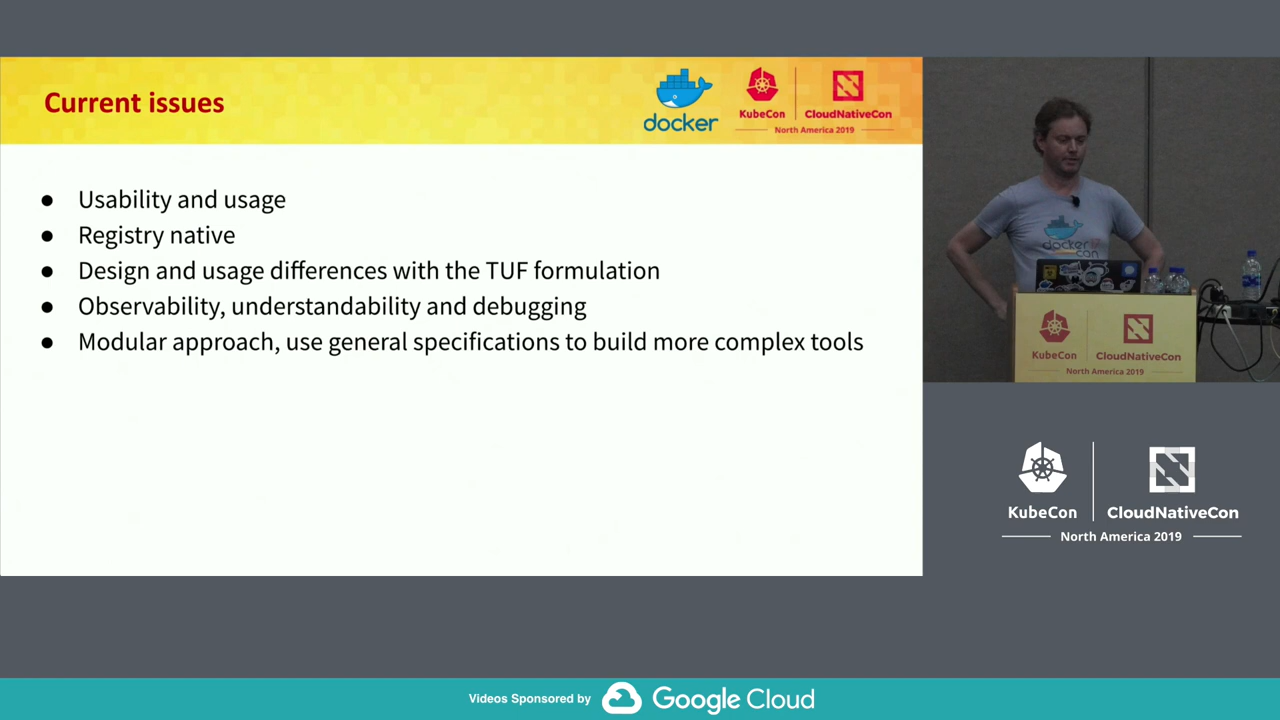 Current issues
docker
KubeCon
CloudNativeCon
North America 2019
● Usability and usage
● Registry native
● Design and usage differences with the TUF formulation
● Observability, understandability and debugging
● Modular approach, use general specifications to build more complex tools
docker
con
KubeCon
CloudNativeCon
North America 2019
KubeCon
CloudNativeCon
North America 2019
Videos Sponsored by
Google Cloud